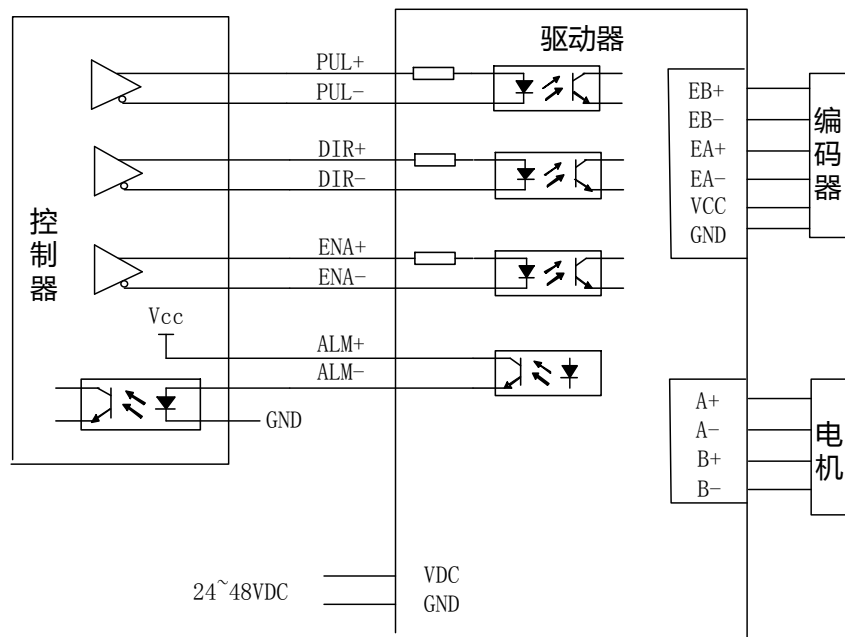 控制器
PUL+
PUL-
DIR+
DIR-
ENA+
ENA-
Vcc
ALM+
ALM-
GND
驱动器
EB+
EB-
EA+
EA-
VCC
GND
编码器
A+
A-
B+
B-
电机
24~48VDC
VDC
GND